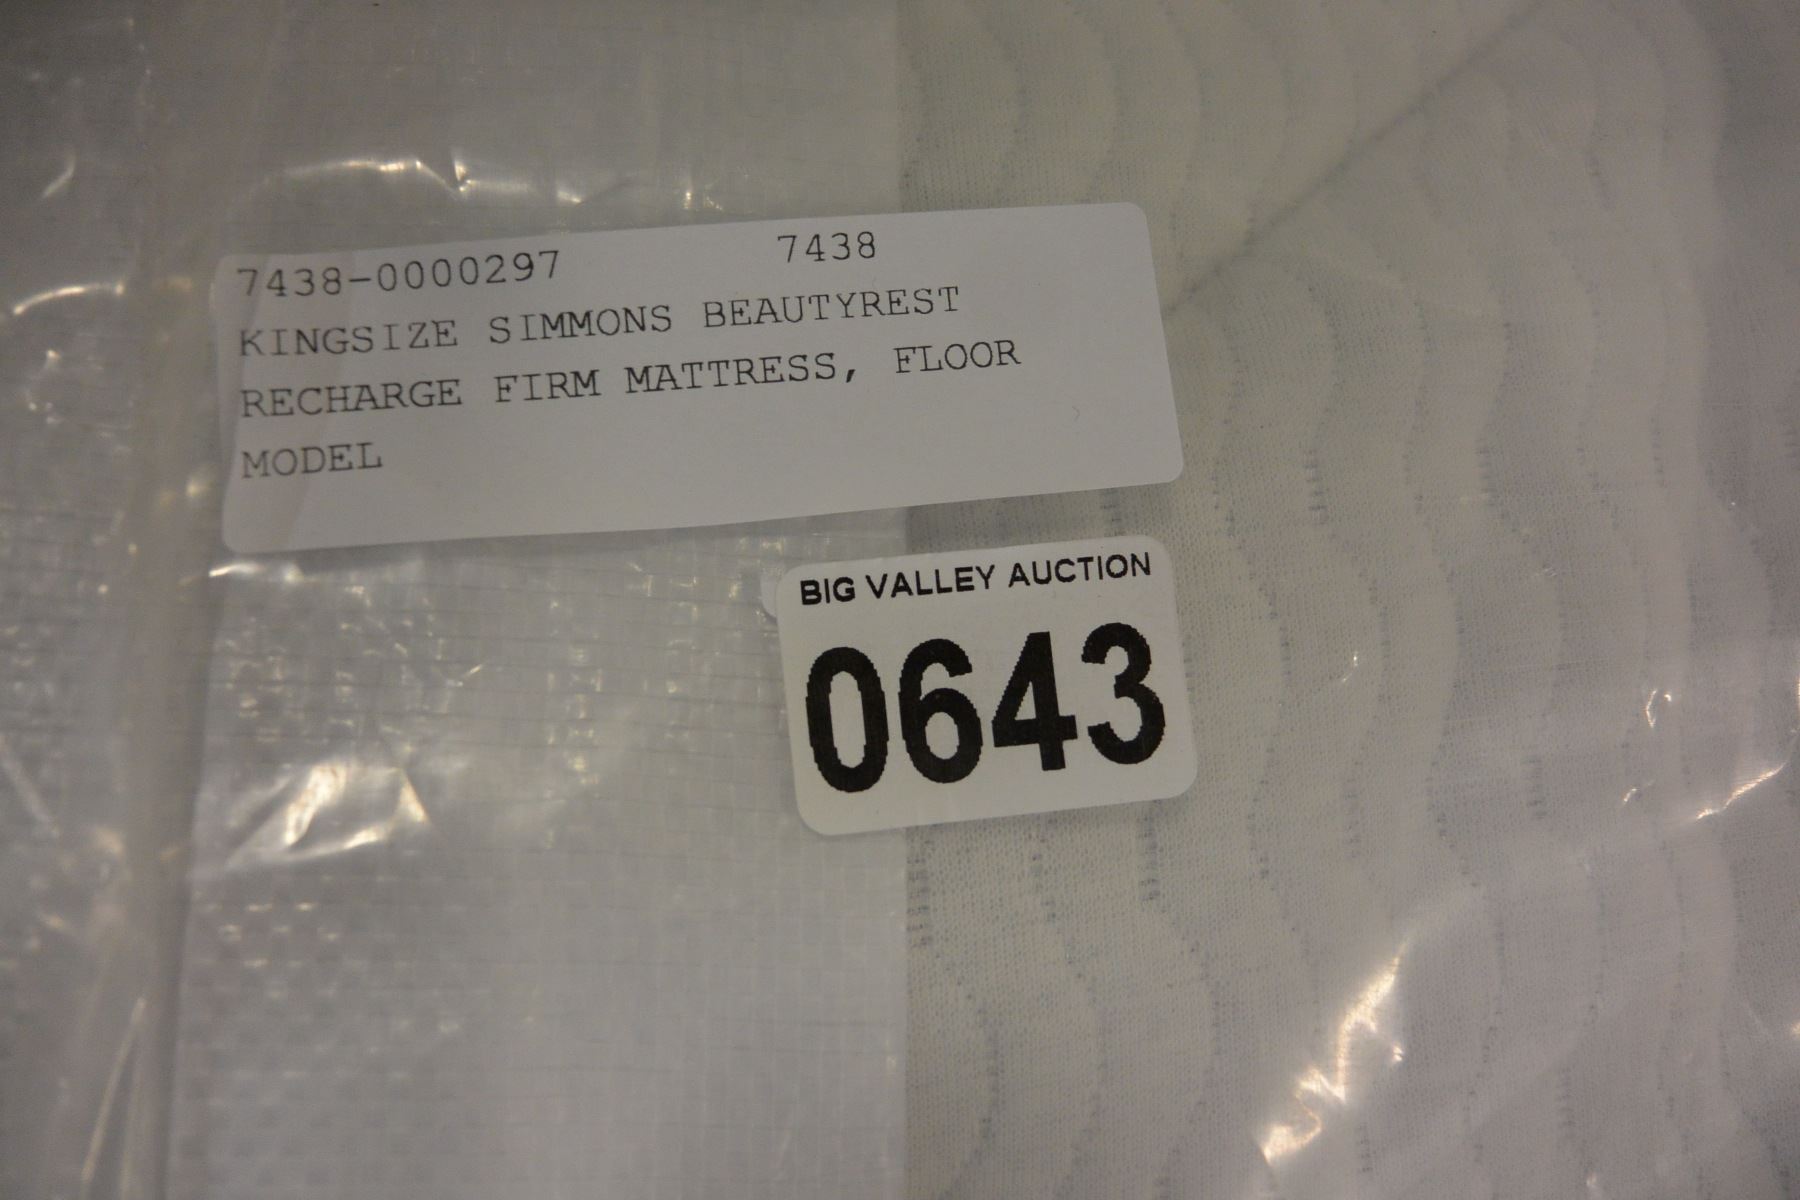 7438-0000297 7438
KINGSIZE SIMMONS BEAUTYREST
RECHARGE FIRM MATTRESS, FLOOR
MODEL
BIG VALLEY AUCTION
0643